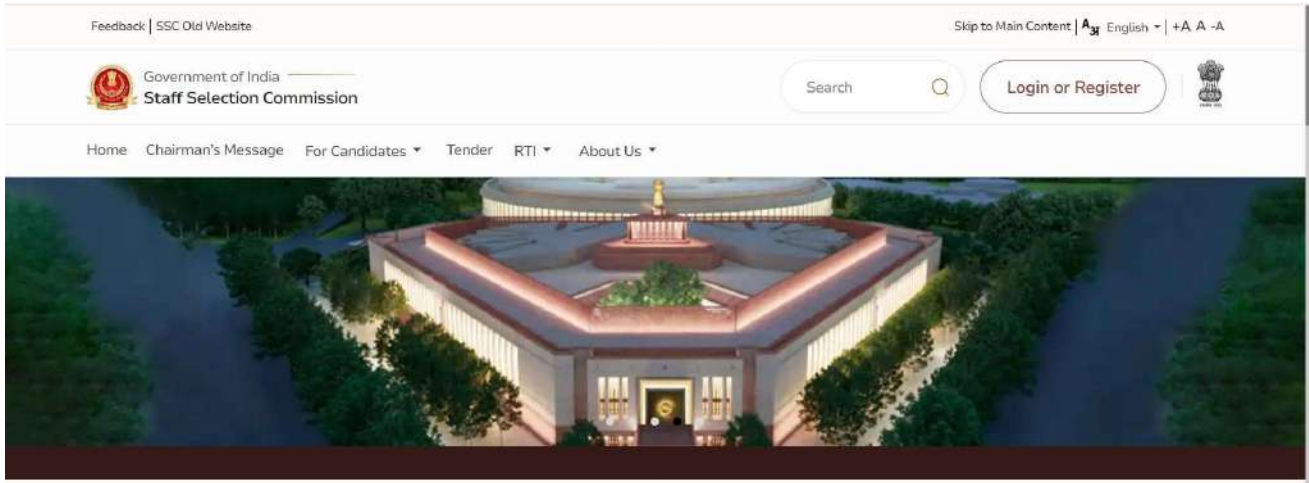 Feedback | SSC Old Website
Skip to Main Content | Aअ English | +A A -A
Government of India
Staff Selection Commission
Search
Login or Register
Home Chairman's Message For Candidates Tender RTI About Us